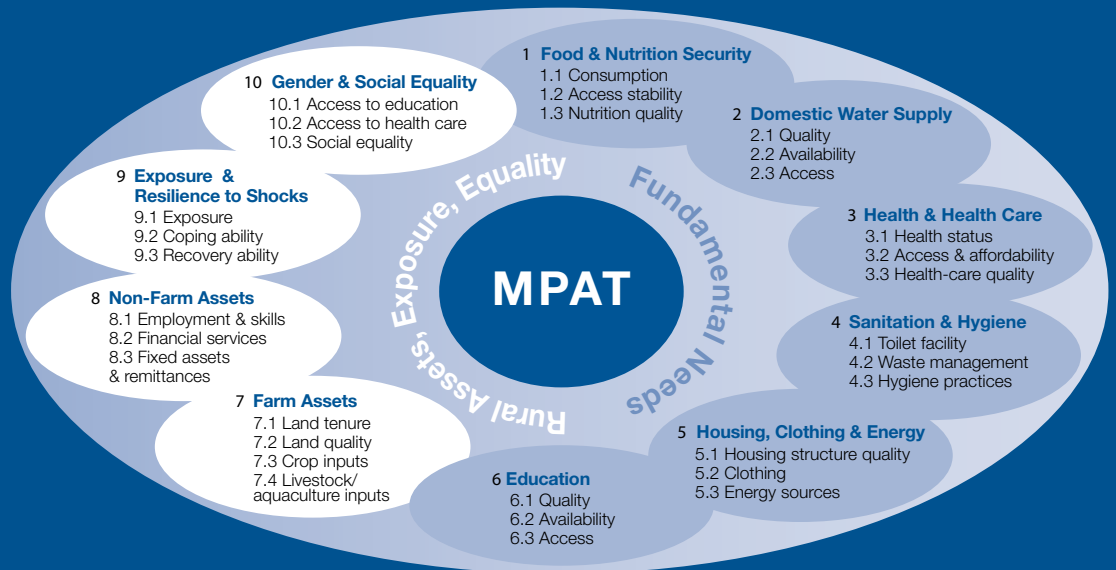 1 Food & Nutrition Security
1.1 Consumption
1.2 Access stability
1.3 Nutrition quality
2 Domestic Water Supply
2.1 Quality
2.2 Availability
2.3 Access
3 Health & Health Care
3.1 Health status
3.2 Access & affordability
3.3 Health-care quality
4 Sanitation & Hygiene
4.1 Toilet facility
4.2 Waste management
4.3 Hygiene practices
5 Housing, Clothing & Energy
5.1 Housing structure quality
5.2 Clothing
5.3 Energy sources
6 Education
6.1 Quality
6.2 Availability
6.3 Access
7 Farm Assets
7.1 Land tenure
7.2 Land quality
7.3 Crop inputs
7.4 Livestock/
aquaculture inputs
8 Non-Farm Assets
8.1 Employment & skills
8.2 Financial services
8.3 Fixed assets
& remittances
9 Exposure &
Resilience to Shocks
9.1 Exposure
9.2 Coping ability
9.3 Recovery ability
10 Gender & Social Equality
10.1 Access to education
10.2 Access to health care
10.3 Social equality
Rural Assets, Exposure, Equality
Fundamental Needs
MPAT